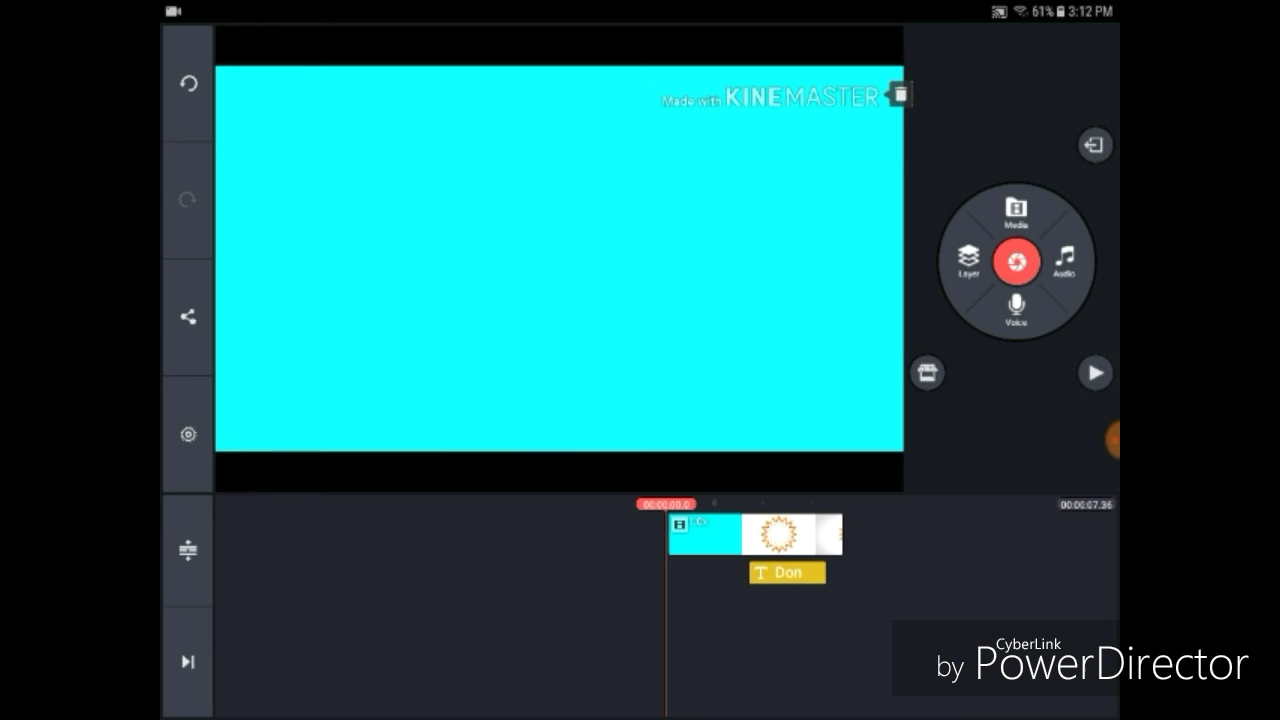 61% 3:12 PM
Made with KINEMASTER
Media
Layer
Audio
Voice
00:00:00.0
4
00:00:07.36
T Don
CyberLink
by PowerDirector